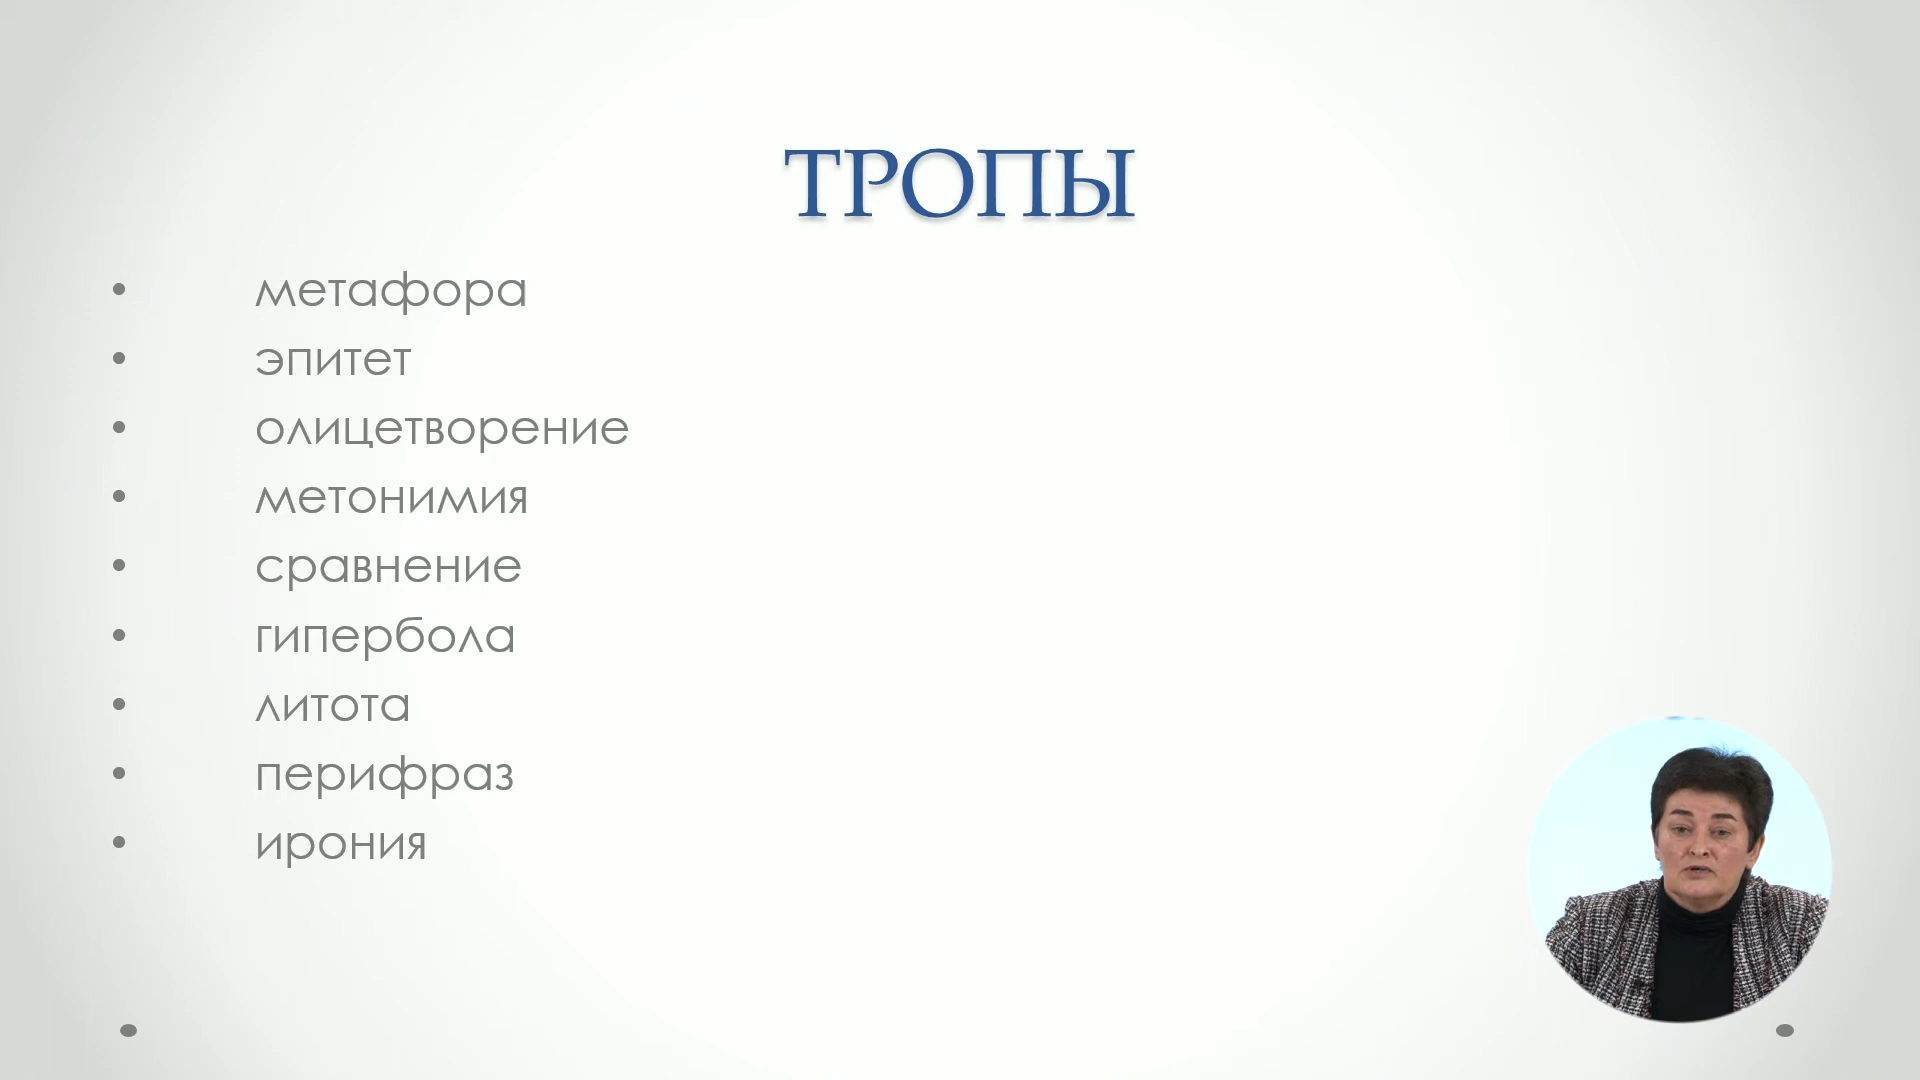 ТРОПЫ
• метафора
• эпитет
• олицетворение
• метонимия
• сравнение
• гипербола
• литота
• перифраз
• ирония